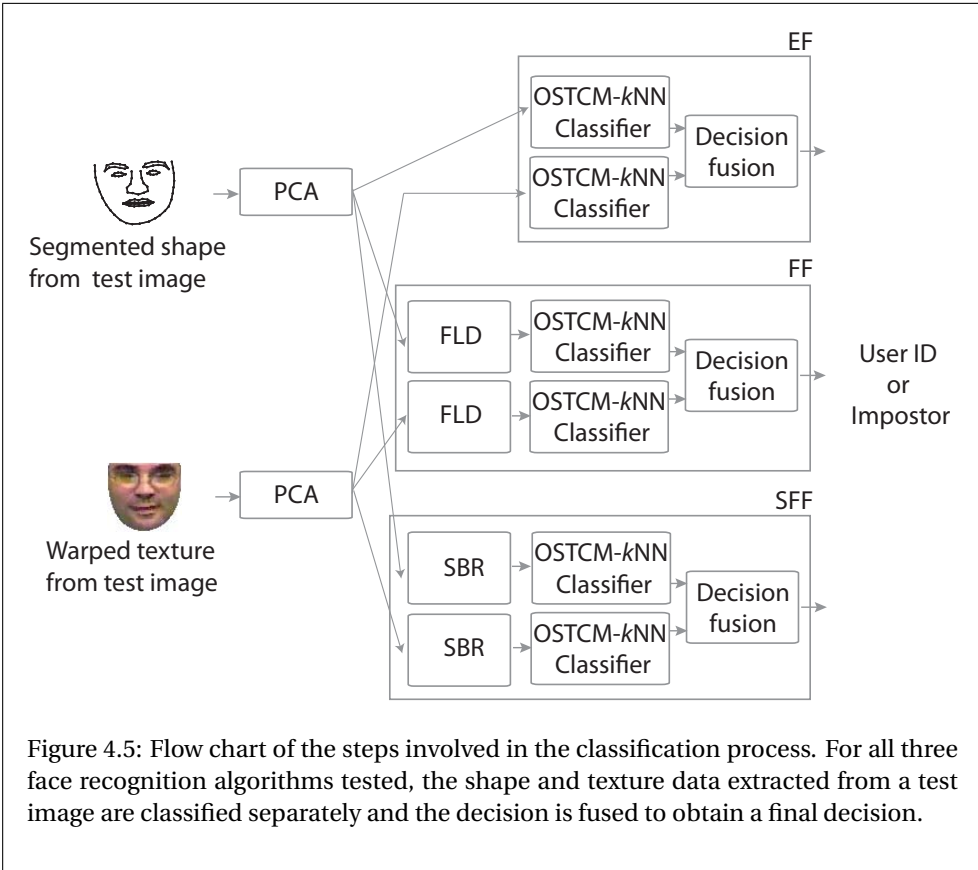 EF
OSTCM-kNN
Classifier
OSTCM-kNN
Classifier
Decision
fusion
PCA
Segmented shape
from test image
FF
FLD
OSTCM-kNN
Classifier
FLD
OSTCM-kNN
Classifier
Decision
fusion
User ID
or
Impostor
PCA
Warped texture
from test image
SFF
SBR
OSTCM-kNN
Classifier
SBR
OSTCM-kNN
Classifier
Decision
fusion
Figure 4.5: Flow chart of the steps involved in the classification process. For all three
face recognition algorithms tested, the shape and texture data extracted from a test
image are classified separately and the decision is fused to obtain a final decision.